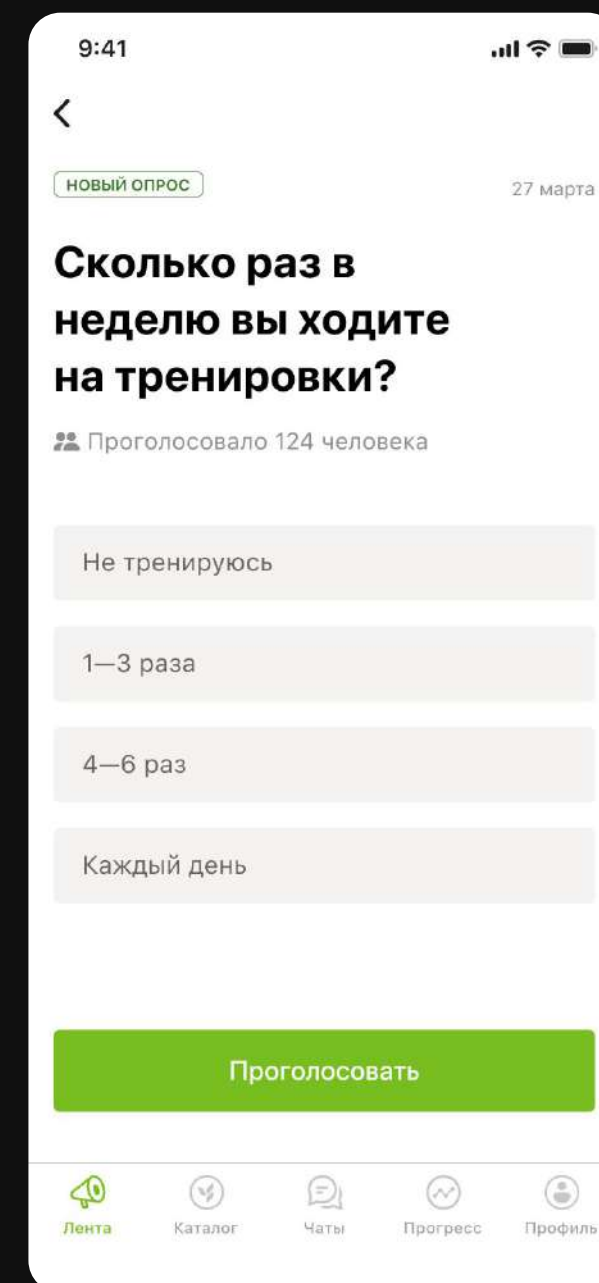 9:41
НОВЫЙ ОПРОС
27 марта
Сколько раз в
неделю вы ходите
на тренировки?
Проголосовало 124 человека
Не тренируюсь
1—3 раза
4—6 раз
Каждый день
Проголосовать
Лента
Каталог
Чаты
Прогресс
Профиль